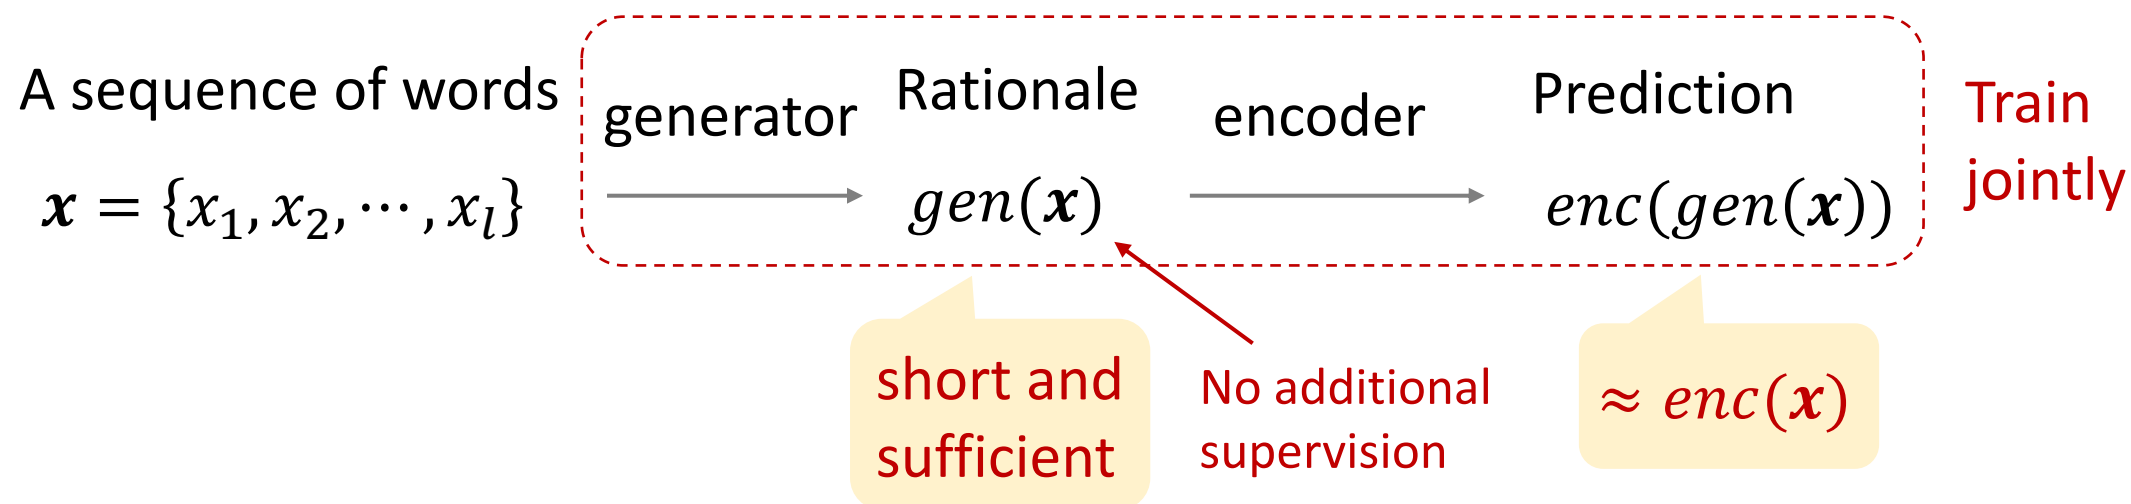 A sequence of words
𝒙 = {𝑥₁, 𝑥₂, ⋯ , 𝑥ₗ}
generator
Rationale
𝑔𝑒𝑛(𝒙)
encoder
Prediction
𝑒𝑛𝑐(𝑔𝑒𝑛(𝒙))
Train
jointly
short and
sufficient
No additional
supervision
≈ 𝑒𝑛𝑐(𝒙)